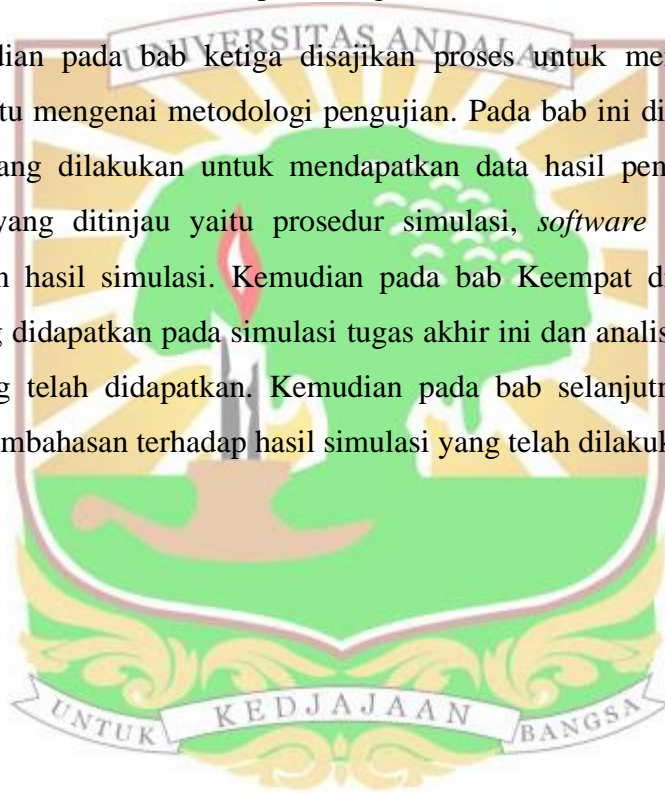 UNIVERSITAS ANDALAS
dian pada bab ketiga disajikan proses untuk me
tu mengenai metodologi pengujian. Pada bab ini di
ang dilakukan untuk mendapatkan data hasil pen
yang ditinjau yaitu prosedur simulasi, software
n hasil simulasi. Kemudian pada bab Keempat di
g didapatkan pada simulasi tugas akhir ini dan analis
g telah didapatkan. Kemudian pada bab selanjutn
mbahasan terhadap hasil simulasi yang telah dilakuk
UNTUK KEDJAJAAN BANGSA